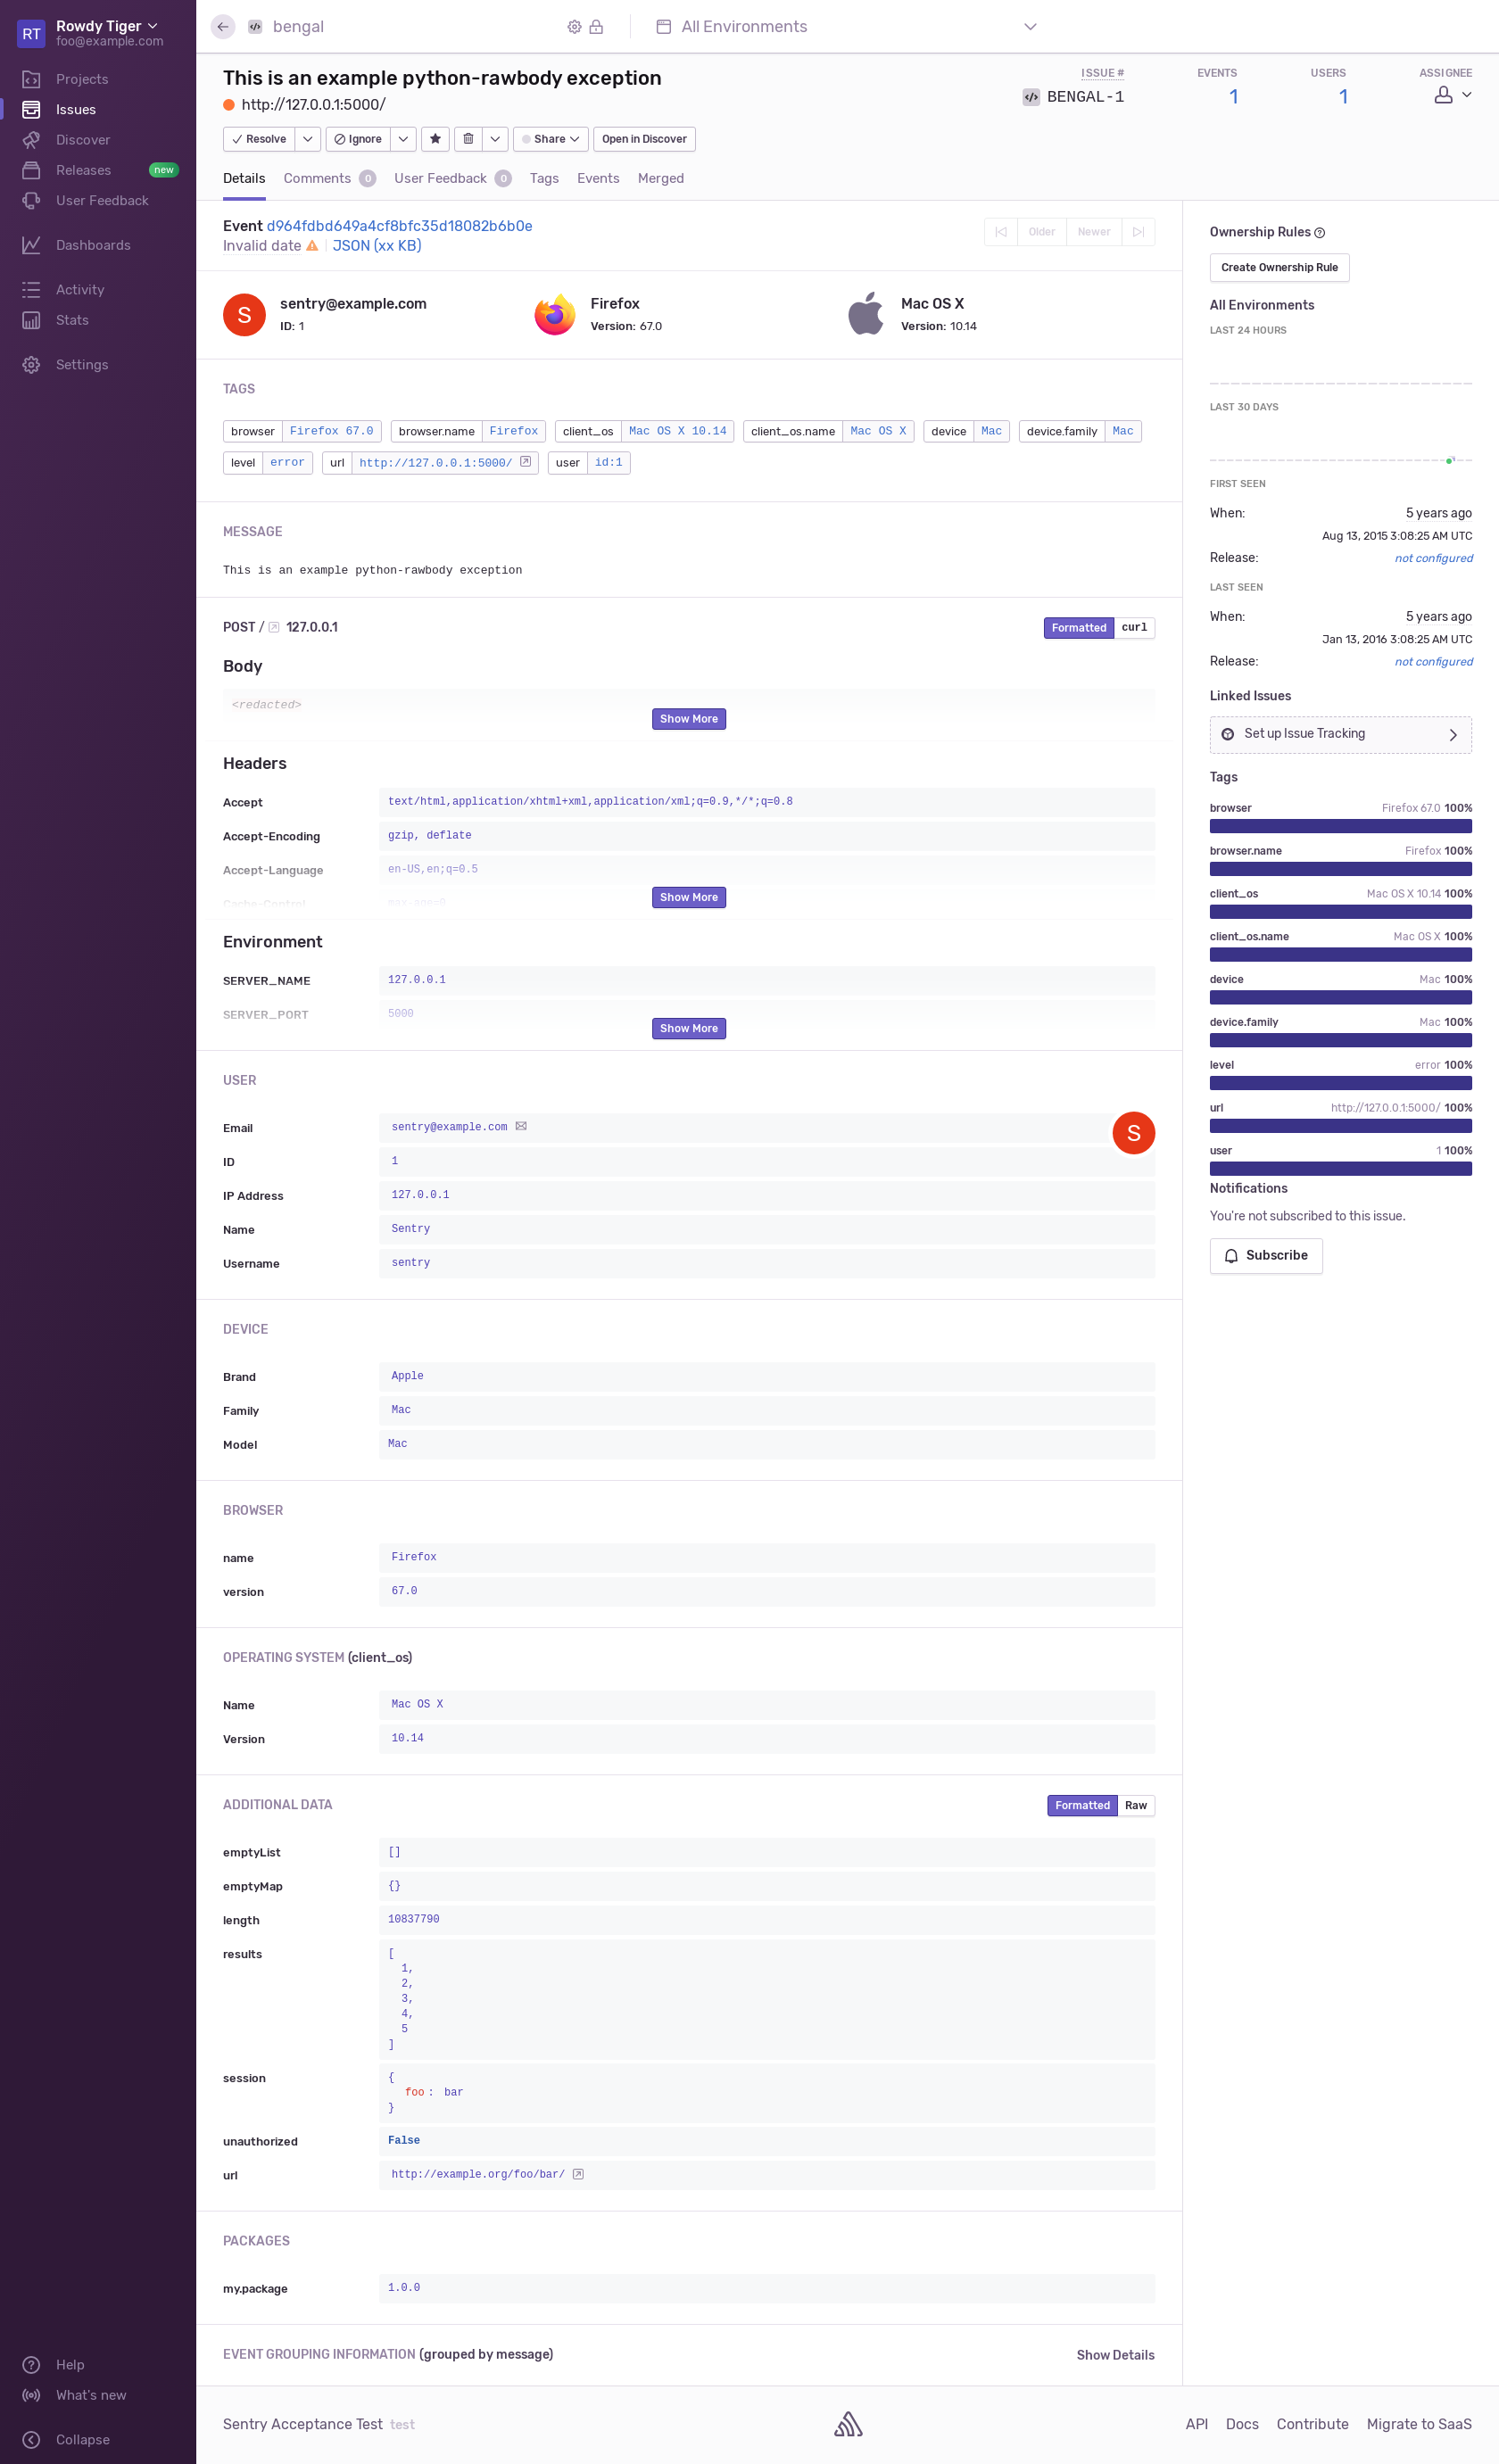 RT
Rowdy Tiger
foo@example.com
Projects
Issues
Discover
Releases new
User Feedback
Dashboards
Activity
Stats
Settings
Help
What's new
Collapse
bengal
All Environments
This is an example python-rawbody exception
http://127.0.0.1:5000/
ISSUE # EVENTS USERS ASSIGNEE
BENGAL-1 1 1
Resolve Ignore Share Open in Discover
Details Comments 0 User Feedback 0 Tags Events Merged
Event d964fdbd649a4cf8bfc35d18082b6b0e
Invalid date JSON (xx KB)
Older Newer
S
sentry@example.com
ID: 1
Firefox
Version: 67.0
Mac OS X
Version: 10.14
TAGS
browser Firefox 67.0 browser.name Firefox client_os Mac OS X 10.14 client_os.name Mac OS X device Mac device.family Mac
level error url http://127.0.0.1:5000/ user id:1
MESSAGE
This is an example python-rawbody exception
POST / 127.0.0.1 Formatted curl
Body
<redacted>
Show More
Headers
Accept text/html,application/xhtml+xml,application/xml;q=0.9,*/*;q=0.8
Accept-Encoding gzip, deflate
Accept-Language en-US,en;q=0.5
Cache-Control max-age=0
Show More
Environment
SERVER_NAME 127.0.0.1
SERVER_PORT 5000
Show More
USER
Email sentry@example.com S
ID 1
IP Address 127.0.0.1
Name Sentry
Username sentry
DEVICE
Brand Apple
Family Mac
Model Mac
BROWSER
name Firefox
version 67.0
OPERATING SYSTEM (client_os)
Name Mac OS X
Version 10.14
ADDITIONAL DATA Formatted Raw
emptyList []
emptyMap {}
length 10837790
results [
1,
2,
3,
4,
5
]
session {
foo: bar
}
unauthorized False
url http://example.org/foo/bar/
PACKAGES
my.package 1.0.0
EVENT GROUPING INFORMATION (grouped by message) Show Details
Ownership Rules
Create Ownership Rule
All Environments
LAST 24 HOURS
LAST 30 DAYS
FIRST SEEN
When: 5 years ago
Aug 13, 2015 3:08:25 AM UTC
Release: not configured
LAST SEEN
When: 5 years ago
Jan 13, 2016 3:08:25 AM UTC
Release: not configured
Linked Issues
Set up Issue Tracking
Tags
browser Firefox 67.0 100%
browser.name Firefox 100%
client_os Mac OS X 10.14 100%
client_os.name Mac OS X 100%
device Mac 100%
device.family Mac 100%
level error 100%
url http://127.0.0.1:5000/ 100%
user 1 100%
Notifications
You're not subscribed to this issue.
Subscribe
Sentry Acceptance Test test
API Docs Contribute Migrate to SaaS